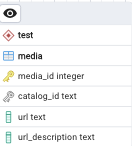 test
media
media_id integer
catalog_id text
url text
url_description text